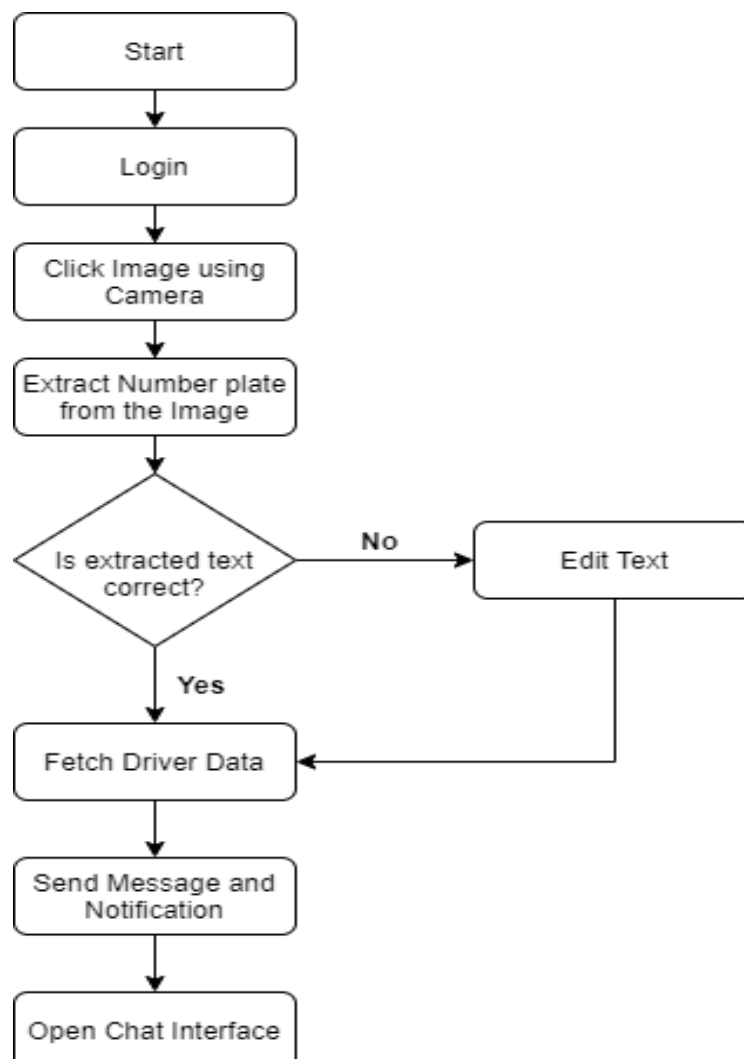 Start
Login
Click Image using
Camera
Extract Number plate
from the Image
Is extracted text
correct?
No
Edit Text
Yes
Fetch Driver Data
Send Message and
Notification
Open Chat Interface